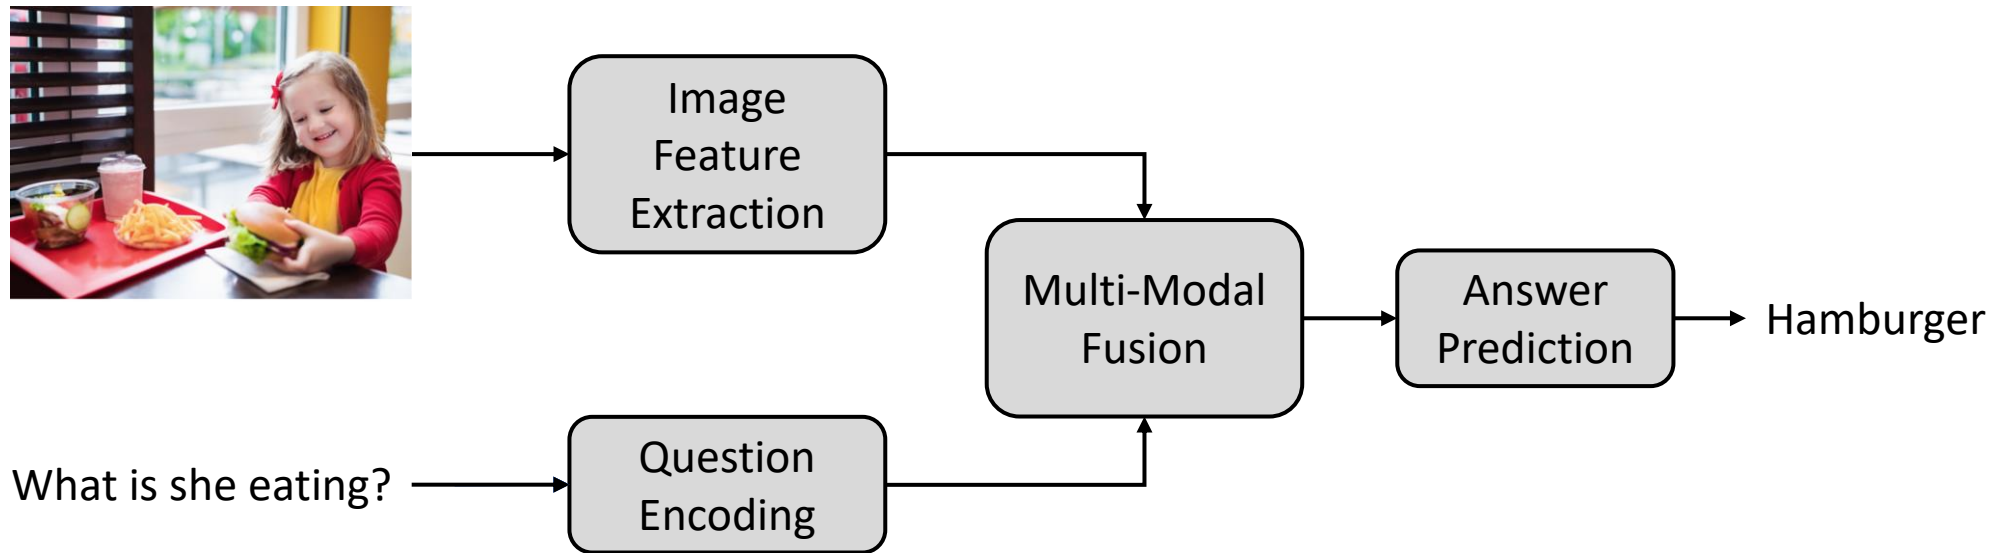 Image
Feature
Extraction
Multi-Modal
Fusion
Answer
Prediction
Hamburger
What is she eating?
Question
Encoding